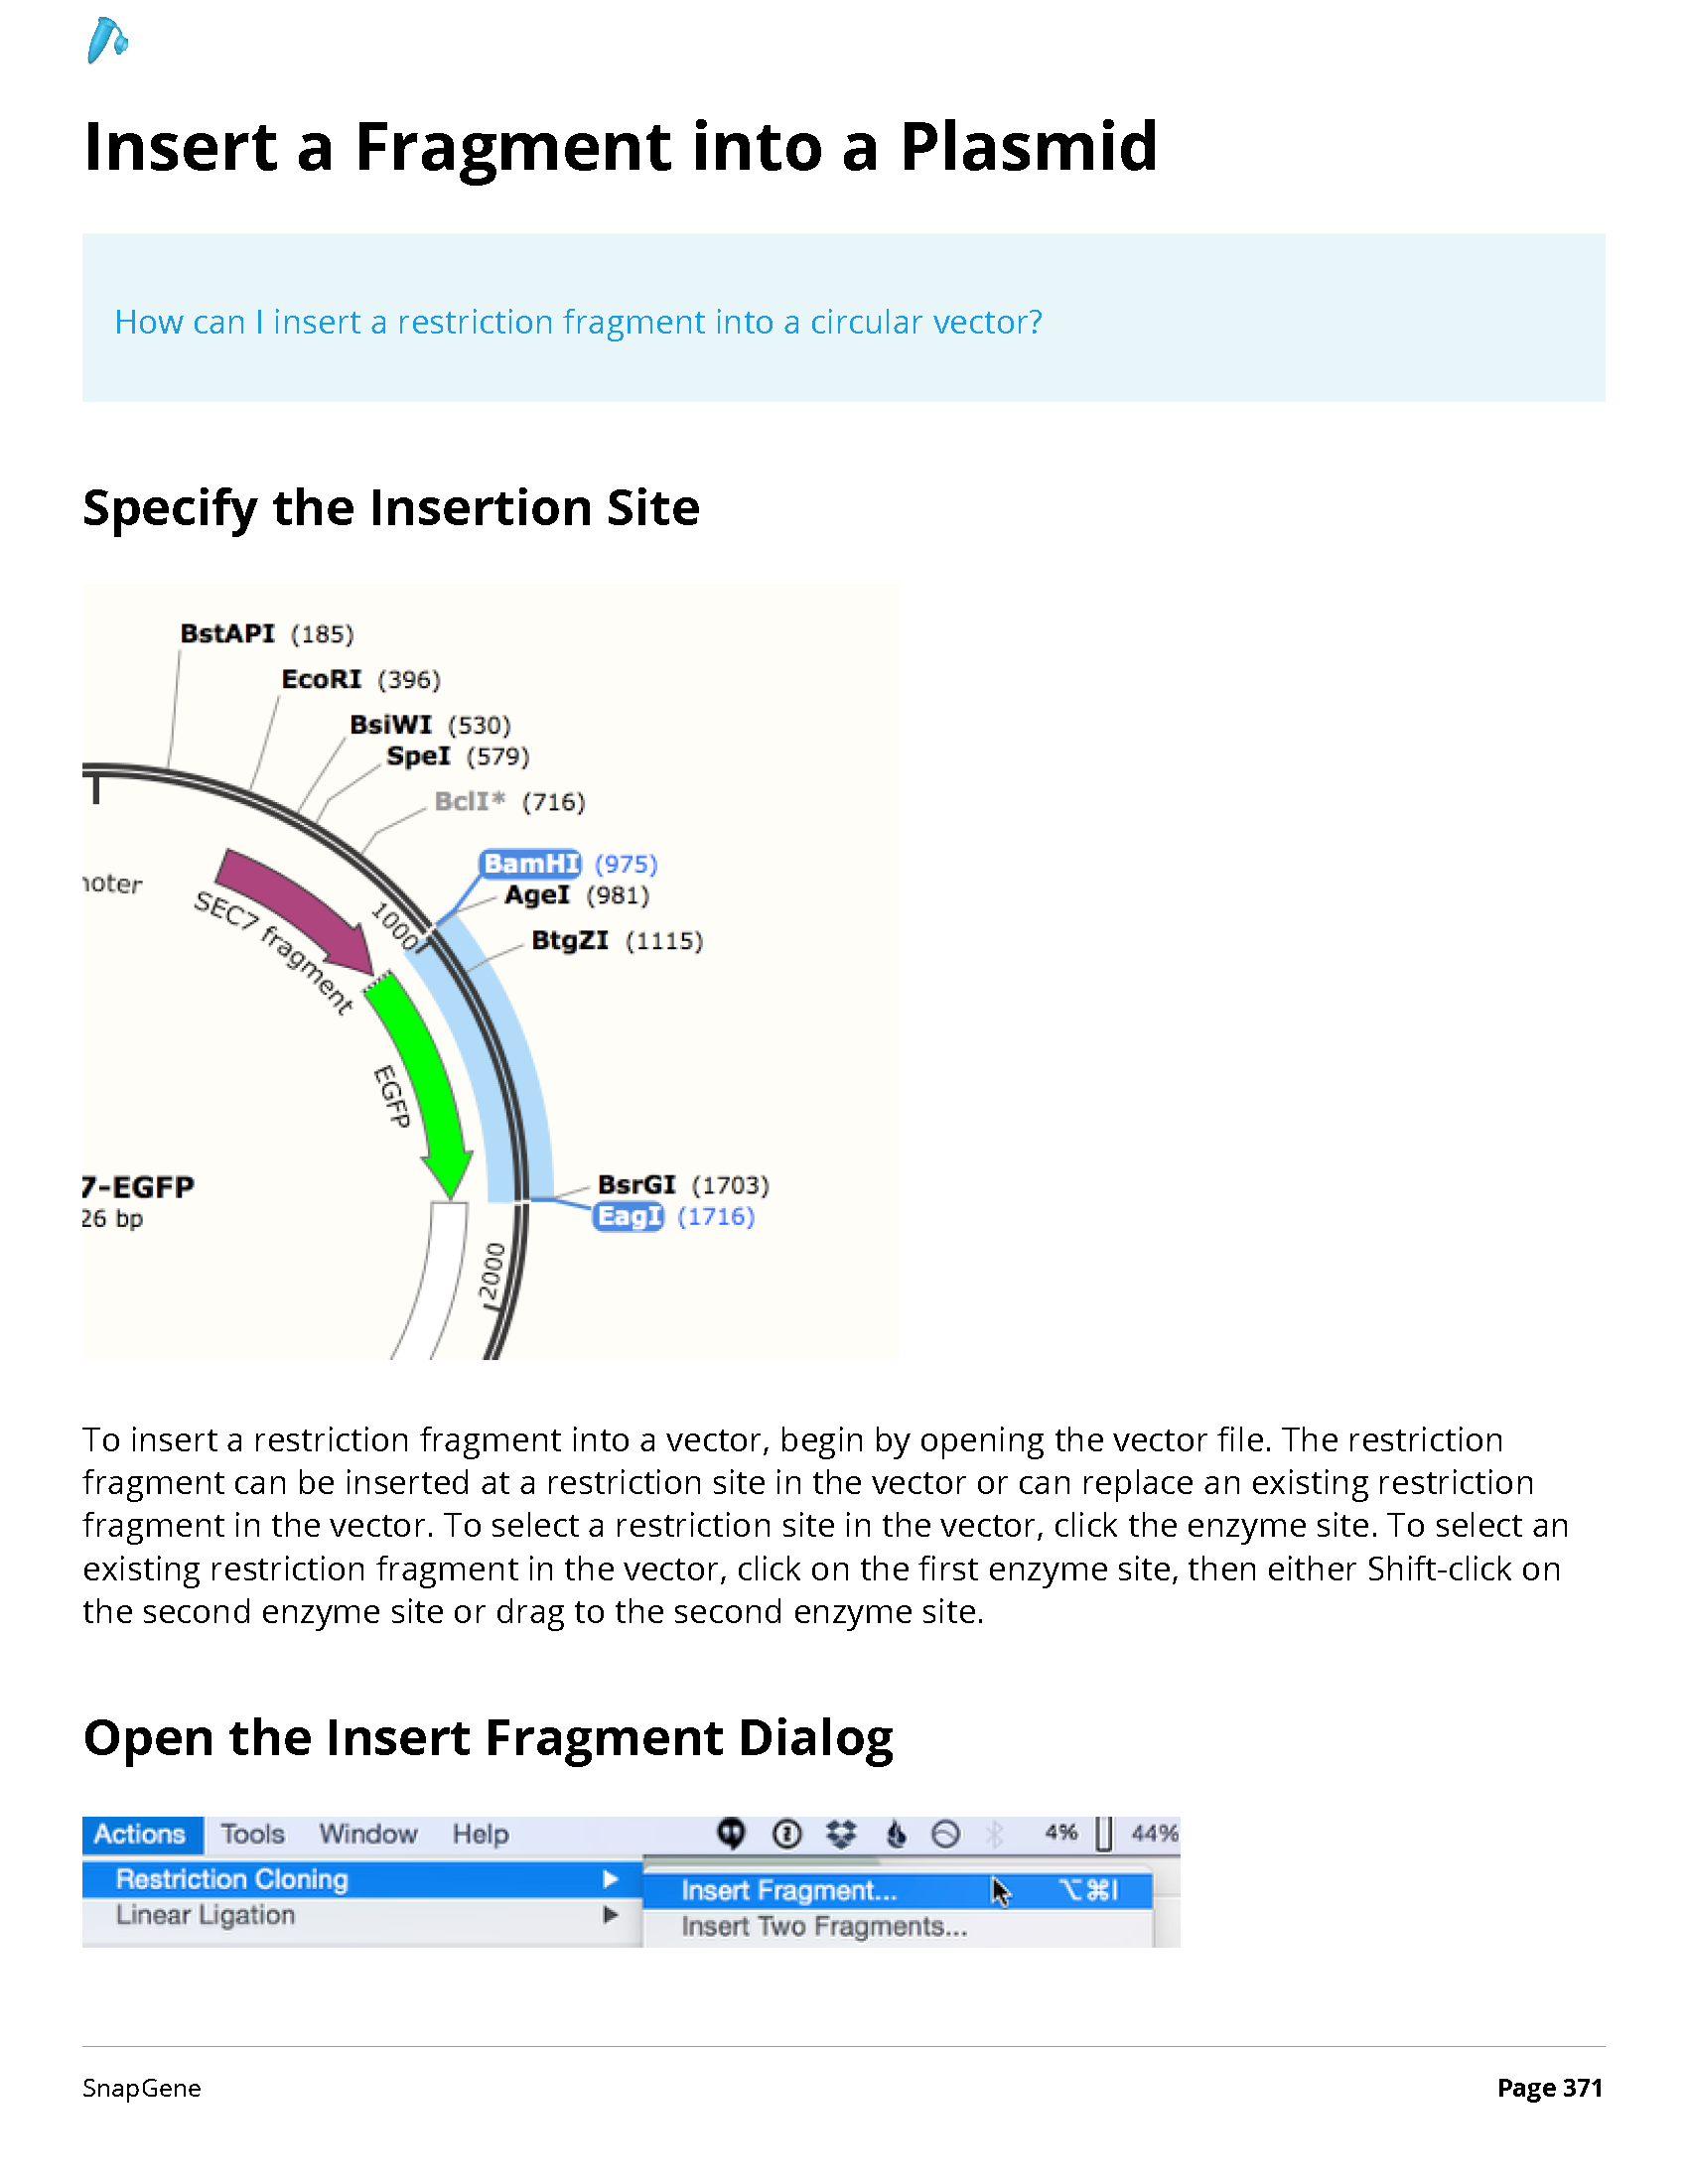 Insert a Fragment into a Plasmid
How can I insert a restriction fragment into a circular vector?
Specify the Insertion Site
BstAPI (185)
EcoRI (396)
BsiWI (530)
SpeI (579)
BclI* (716)
BamHI (975)
AgeI (981)
BtgZI (1115)
noter
SEC7 fragment
1000
EGFP
7-EGFP
26 bp
BsrGI (1703)
EagI (1716)
2000
To insert a restriction fragment into a vector, begin by opening the vector file. The restriction
fragment can be inserted at a restriction site in the vector or can replace an existing restriction
fragment in the vector. To select a restriction site in the vector, click the enzyme site. To select an
existing restriction fragment in the vector, click on the first enzyme site, then either Shift-click on
the second enzyme site or drag to the second enzyme site.
Open the Insert Fragment Dialog
Actions Tools Window Help 4% 44%
Restriction Cloning
Insert Fragment... ⌥⌘I
Linear Ligation
Insert Two Fragments...
SnapGene Page 371